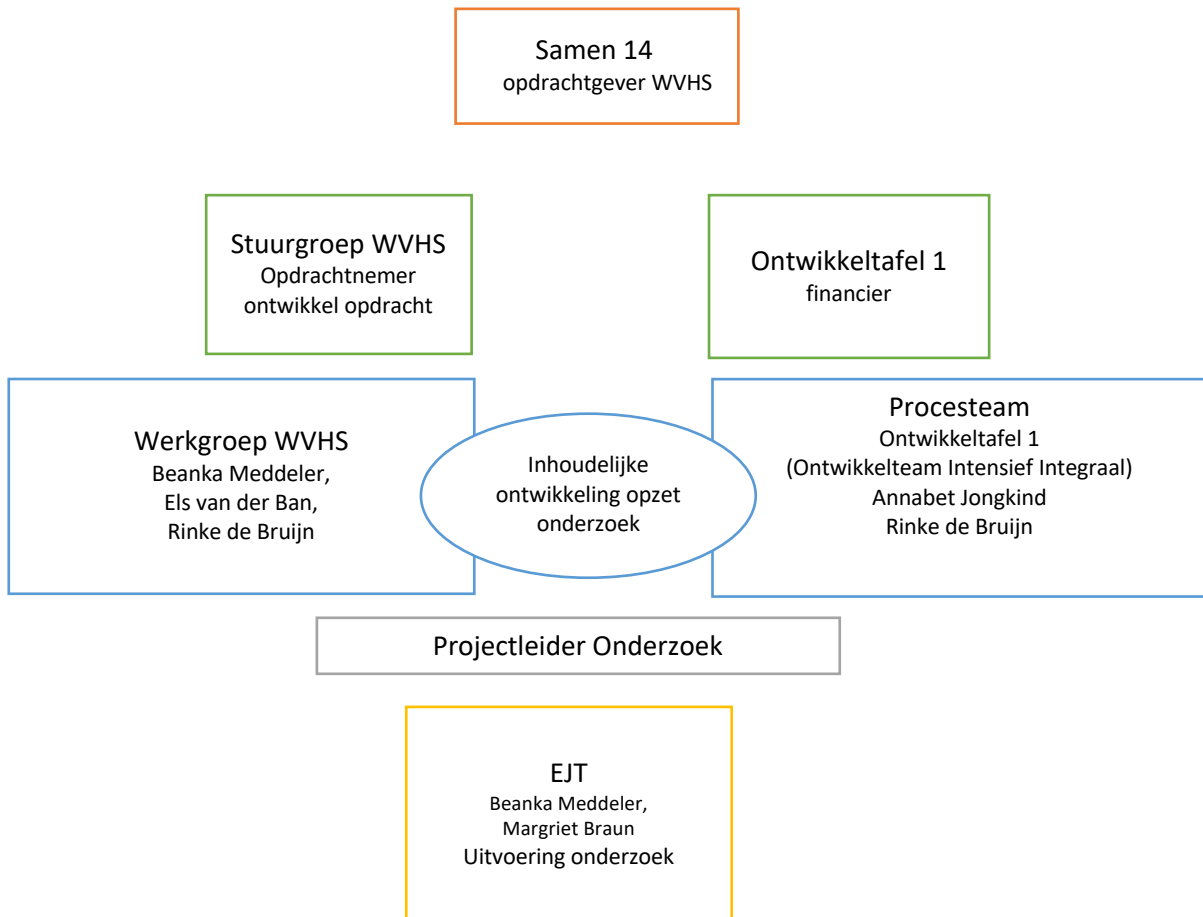 Samen 14
opdrachtgever WVHS
Stuurgroep WVHS
Opdrachtnemer
ontwikkel opdracht
Ontwikkeltafel 1
financier
Werkgroep WVHS
Beanka Meddeler,
Els van der Ban,
Rinke de Bruijn
Inhoudelijke
ontwikkeling opzet
onderzoek
Procesteam
Ontwikkeltafel 1
(Ontwikkelteam Intensief Integraal)
Annabet Jongkind
Rinke de Bruijn
Projectleider Onderzoek
EJT
Beanka Meddeler,
Margriet Braun
Uitvoering onderzoek